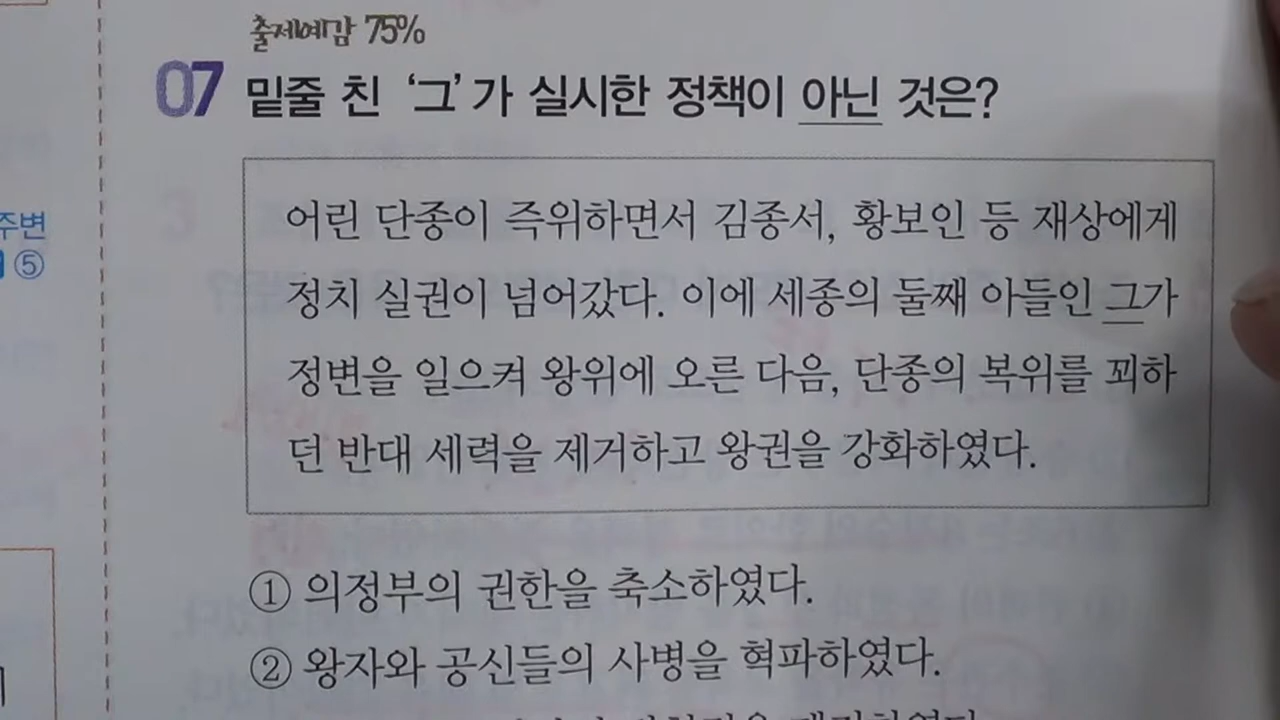 출제예감 75%
07 밑줄 친 ‘그’가 실시한 정책이 아닌 것은?
어린 단종이 즉위하면서 김종서, 황보인 등 재상에게
정치 실권이 넘어갔다. 이에 세종의 둘째 아들인 그가
정변을 일으켜 왕위에 오른 다음, 단종의 복위를 꾀하
던 반대 세력을 제거하고 왕권을 강화하였다.
① 의정부의 권한을 축소하였다.
② 왕자와 공신들의 사병을 혁파하였다.
주변
⑤